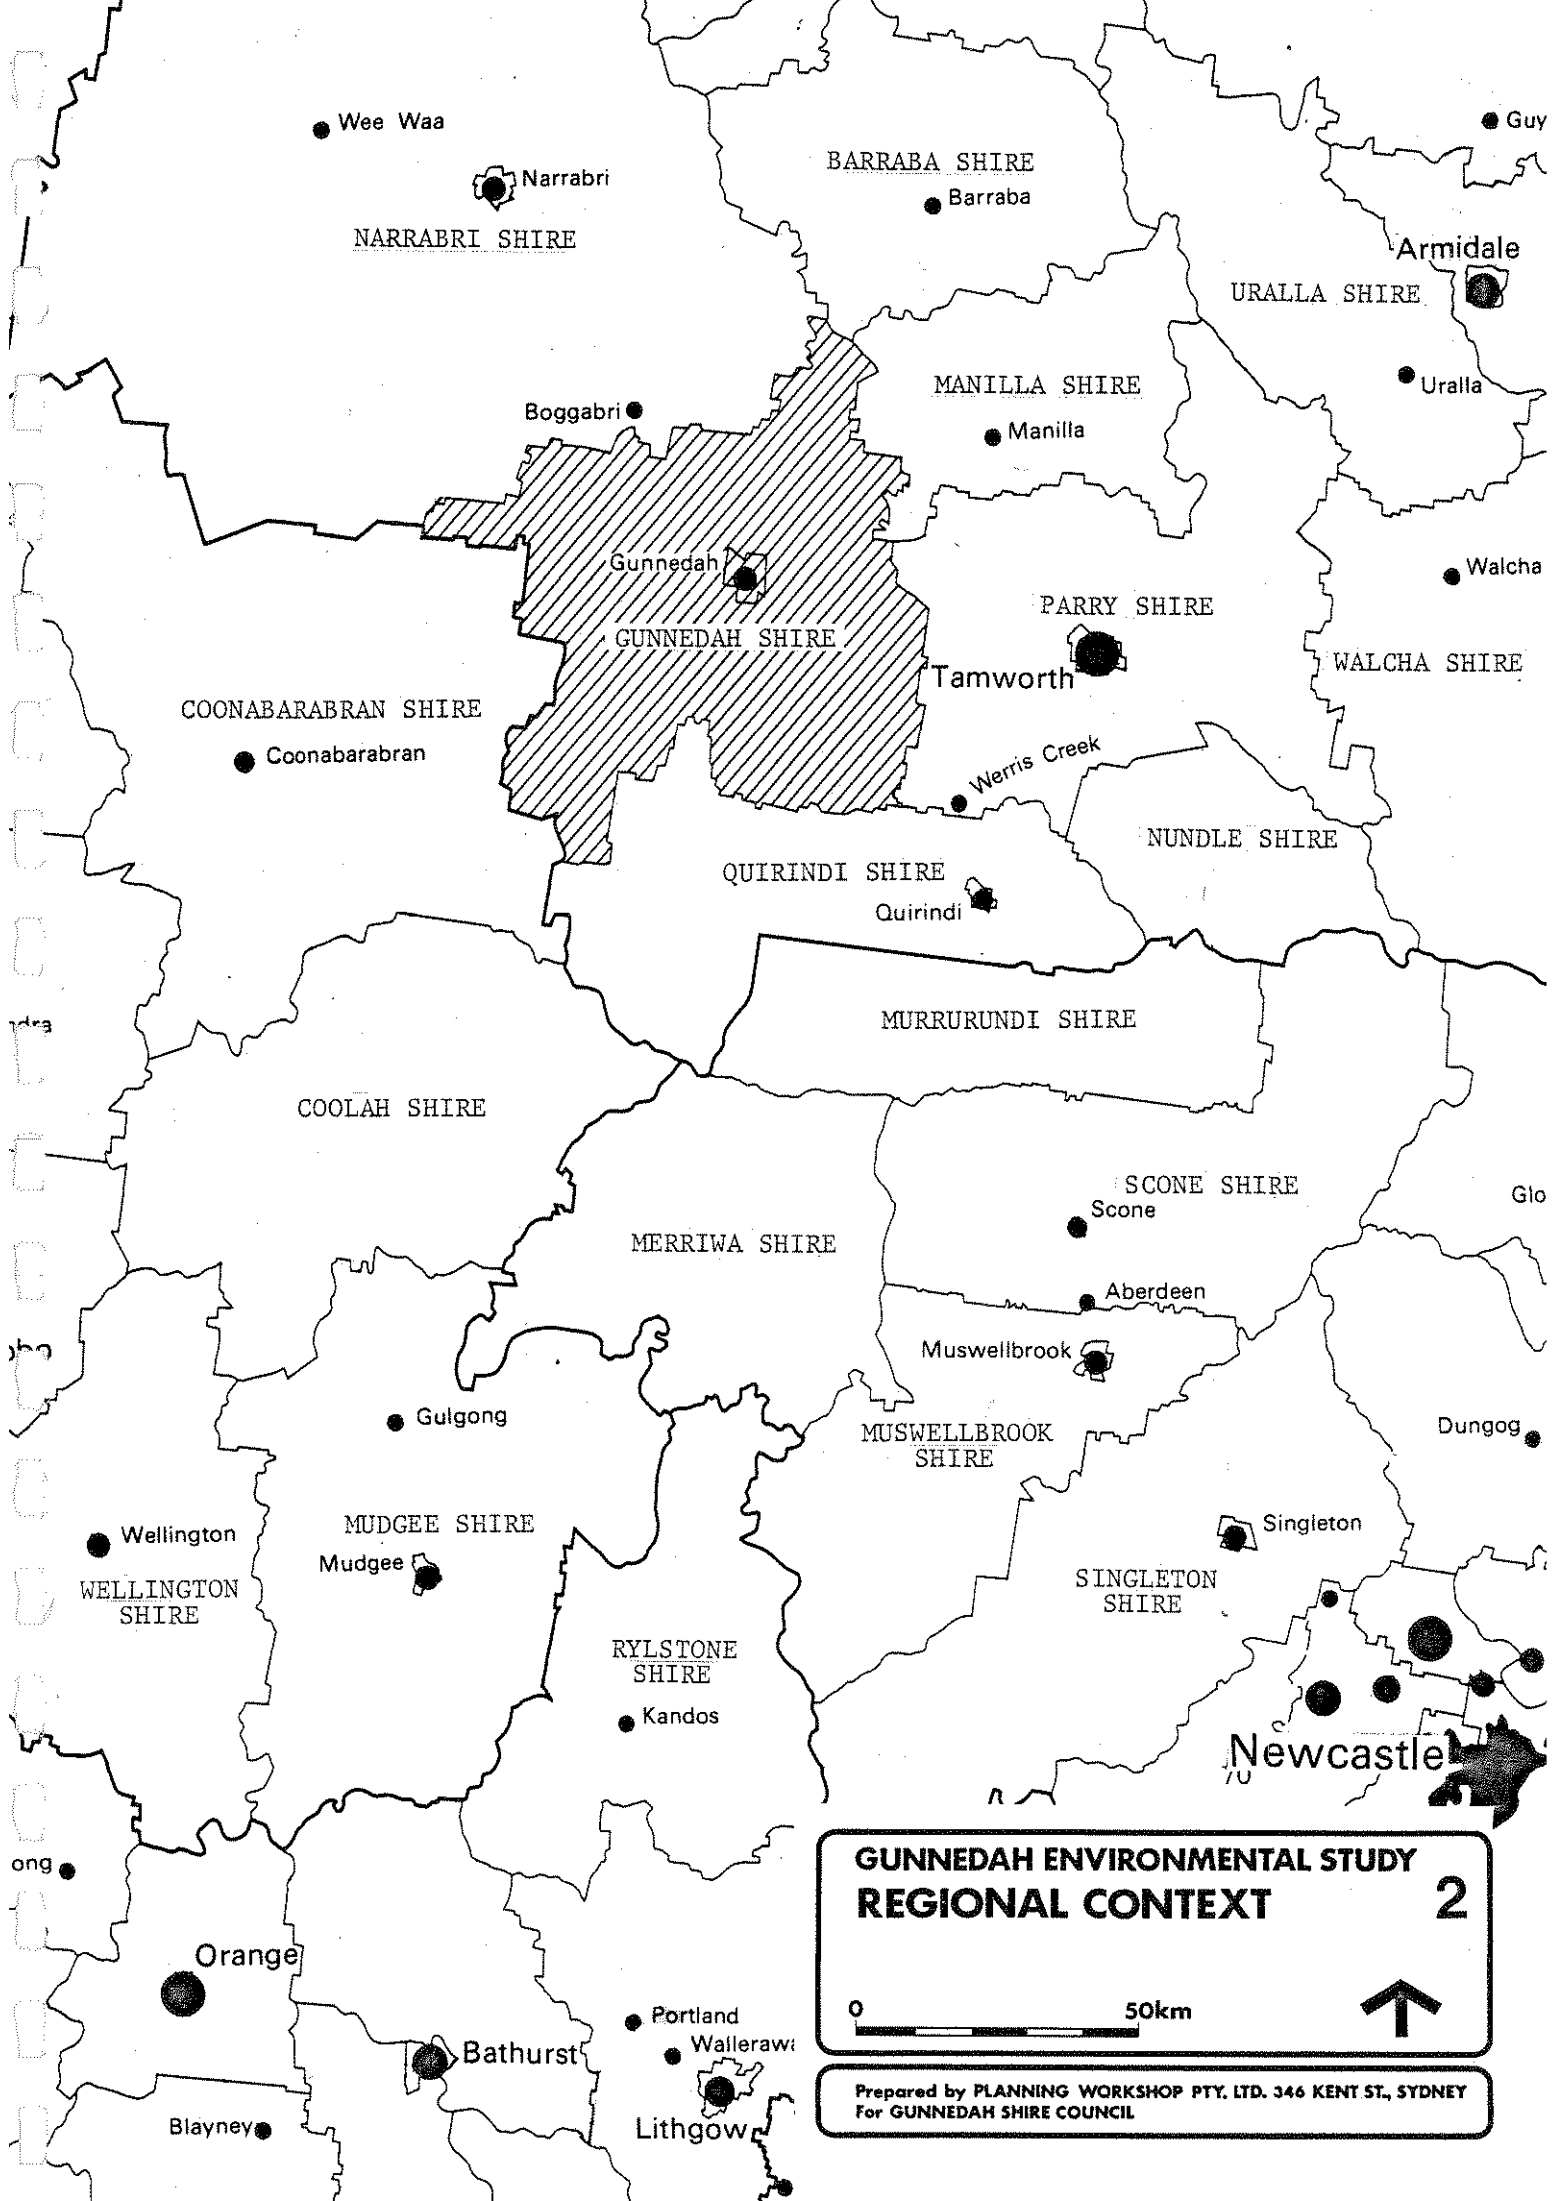 Wee Waa
Guy
Narrabri
BARRABA SHIRE
Barraba
NARRABRI SHIRE
Armidale
URALLA SHIRE
MANILLA SHIRE
Uralla
Boggabri
Manilla
Gunnedah
Walcha
PARRY SHIRE
GUNNEDAH SHIRE
WALCHA SHIRE
Tamworth
COONABARABRAN SHIRE
Coonabarabran
Werris Creek
NUNDLE SHIRE
QUIRINDI SHIRE
Quirindi
ndra
MURRURUNDI SHIRE
COOLAH SHIRE
SCONE SHIRE
Glo
Scone
MERRIWA SHIRE
Aberdeen
Muswellbrook
bbo
Gulgong
Dungog
MUSWELLBROOK
SHIRE
MUDGEE SHIRE
Singleton
Wellington
Mudgee
WELLINGTON
SHIRE
SINGLETON
SHIRE
RYLSTONE
SHIRE
Kandos
Newcastle
ong
GUNNEDAH ENVIRONMENTAL STUDY
REGIONAL CONTEXT
2
Orange
0 50km
Portland
Wallerawa
Bathurst
Lithgow
Blayney
Prepared by PLANNING WORKSHOP PTY. LTD. 346 KENT ST., SYDNEY
For GUNNEDAH SHIRE COUNCIL